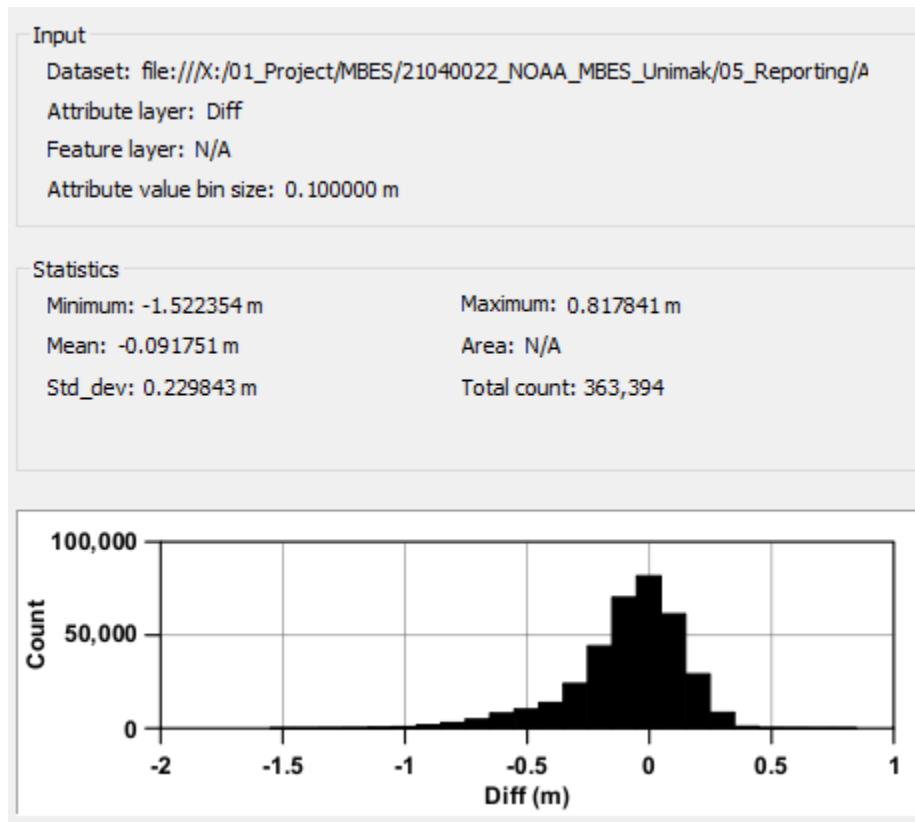 Input
Dataset: file:///X:/01_Project/MBES/21040022_NOAA_MBES_Unimak/05_Reporting/A
Attribute layer: Diff
Feature layer: N/A
Attribute value bin size: 0.100000 m
Statistics
Minimum: -1.522354 m Maximum: 0.817841 m
Mean: -0.091751 m Area: N/A
Std_dev: 0.229843 m Total count: 363,394
100,000
50,000
0
Count
-2 -1.5 -1 -0.5 0 0.5 1
Diff (m)